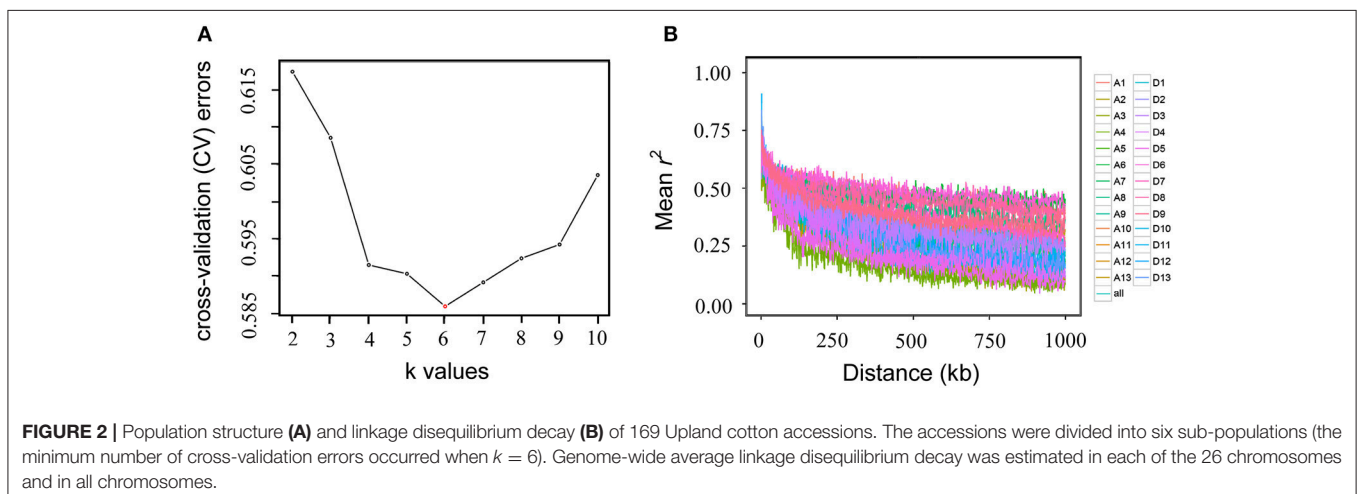 A
cross-validation (CV) errors
0.615
0.605
0.595
0.585
2 3 4 5 6 7 8 9 10
k values
B
Mean r²
1.00
0.75
0.50
0.25
0.00
0 250 500 750 1000
Distance (kb)
A1 D1
A2 D2
A3 D3
A4 D4
A5 D5
A6 D6
A7 D7
A8 D8
A9 D9
A10 D10
A11 D11
A12 D12
A13 D13
all
FIGURE 2 | Population structure (A) and linkage disequilibrium decay (B) of 169 Upland cotton accessions. The accessions were divided into six sub-populations (the
minimum number of cross-validation errors occurred when k = 6). Genome-wide average linkage disequilibrium decay was estimated in each of the 26 chromosomes
and in all chromosomes.